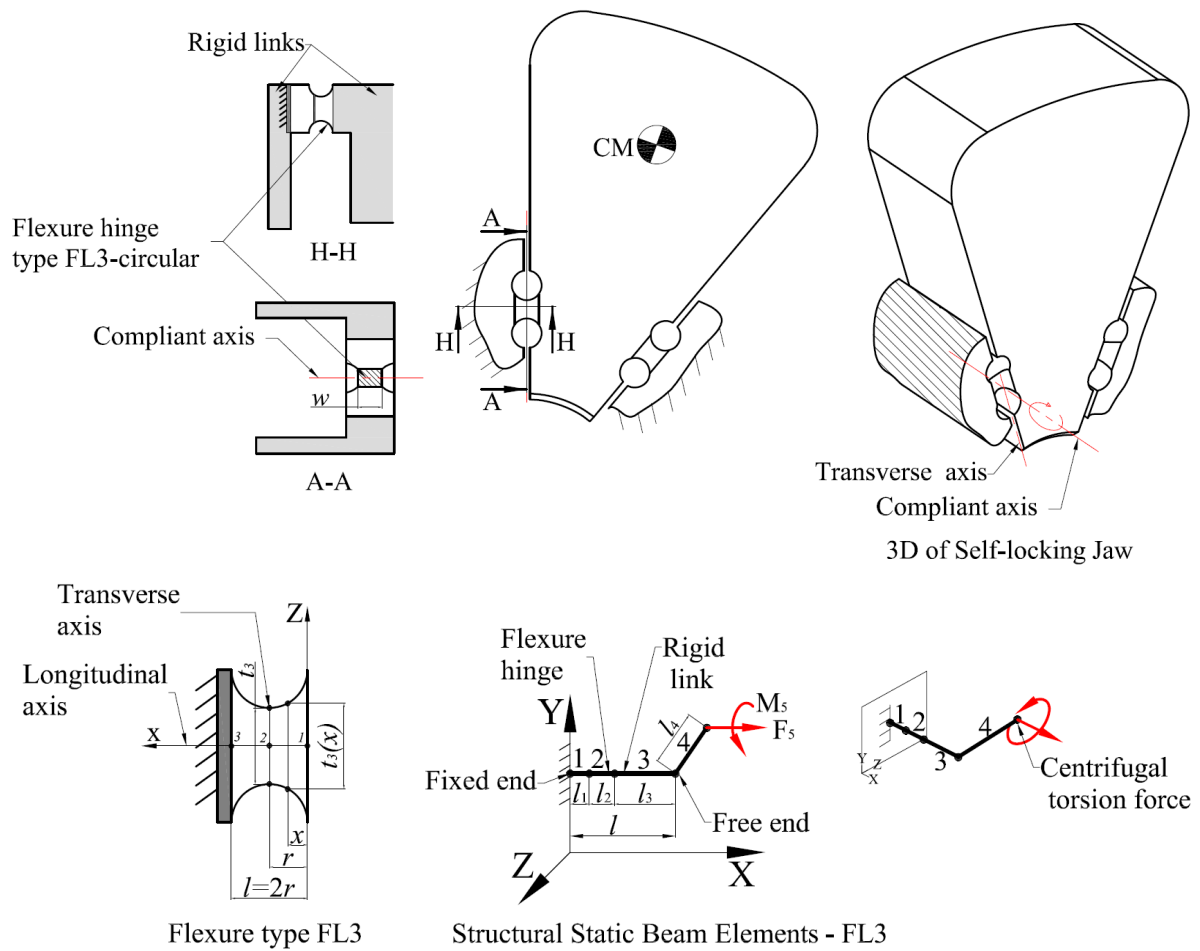 Rigid links
Flexure hinge
type FL3-circular
H-H
Compliant axis
w
A-A
CM
A
H
H
A
Transverse axis
Compliant axis
3D of Self-locking Jaw
Transverse
axis
Longitudinal
axis
Z
t3
x
3
2
1
t3(x)
x
r
l=2r
Flexure type FL3
Flexure
hinge
Rigid
link
Y
M5
F5
l4
4
1 2 3
Fixed end
l1
l2
l3
l
Free end
Z
X
Structural Static Beam Elements - FL3
1
2
3
4
Y
Z
X
Centrifugal
torsion force